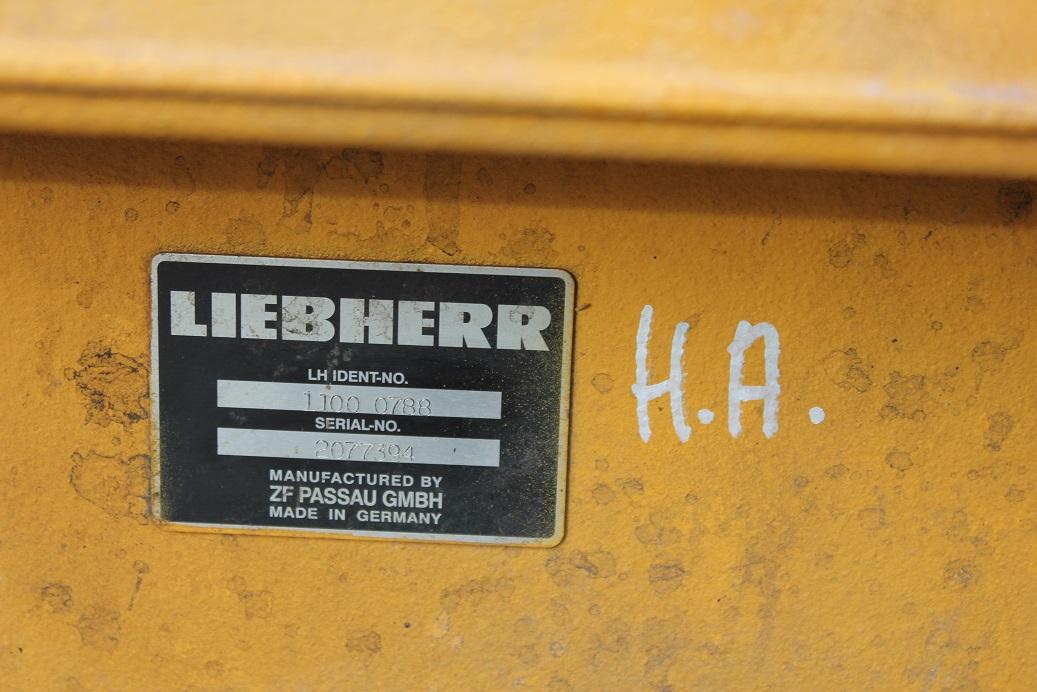 LIEBHERR
LH IDENT-NO.
1100 0788
SERIAL-NO.
2077394
MANUFACTURED BY
ZF PASSAU GMBH
MADE IN GERMANY
H.A.